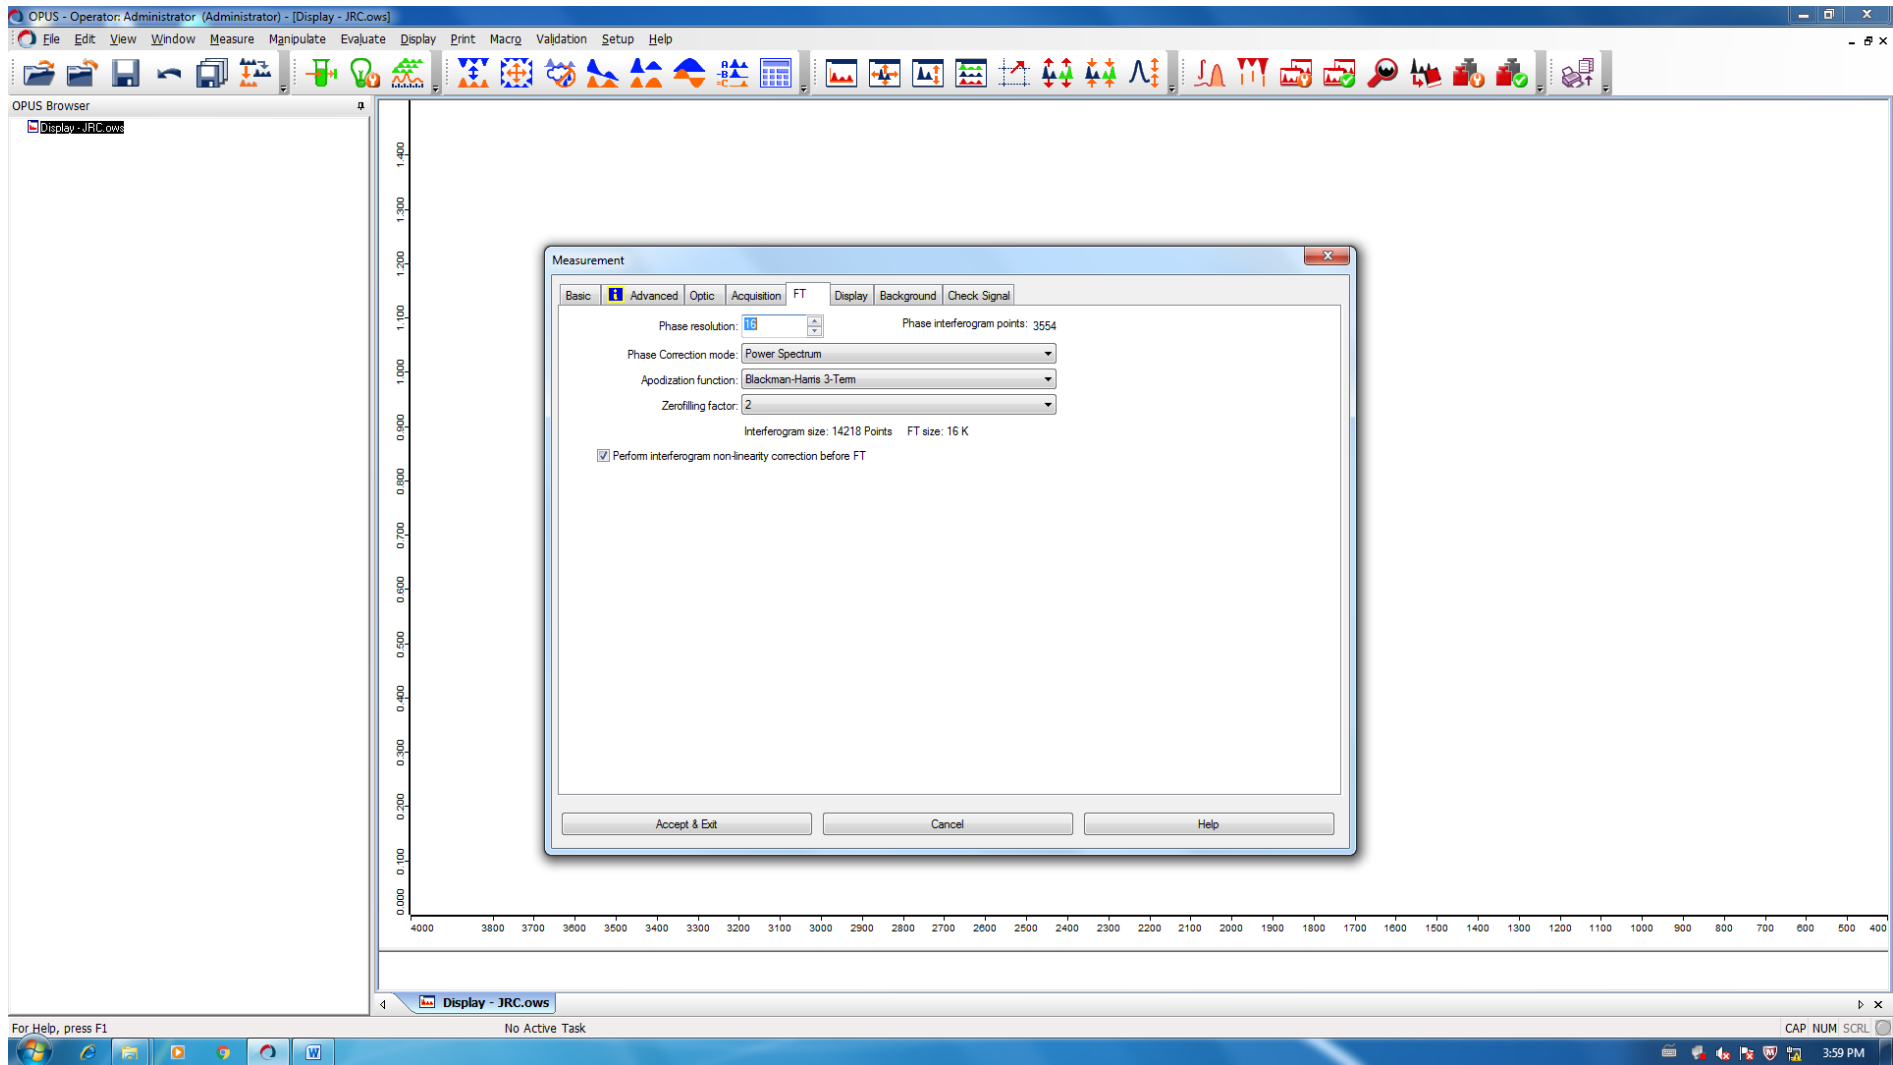 OPUS - Operator: Administrator (Administrator) - [Display - JRC.ows]
File Edit View Window Measure Manipulate Evaluate Display Print Macro Validation Setup Help
OPUS Browser
Display - JRC.ows
1.400
1.300
1.200
1.100
1.000
0.900
0.800
0.700
0.600
0.500
0.400
0.300
0.200
0.100
0.000
Measurement
Basic Advanced Optic Acquisition FT Display Background Check Signal
Phase resolution: 16 Phase interferogram points: 3554
Phase Correction mode: Power Spectrum
Apodization function: Blackman-Harris 3-Term
Zerofilling factor: 2
Interferogram size: 14218 Points FT size: 16 K
Perform interferogram non-linearity correction before FT
Accept & Exit Cancel Help
4000 3800 3700 3600 3500 3400 3300 3200 3100 3000 2900 2800 2700 2600 2500 2400 2300 2200 2100 2000 1900 1800 1700 1600 1500 1400 1300 1200 1100 1000 900 800 700 600 500 400
Display - JRC.ows
For Help, press F1 No Active Task CAP NUM SCRL
3:59 PM